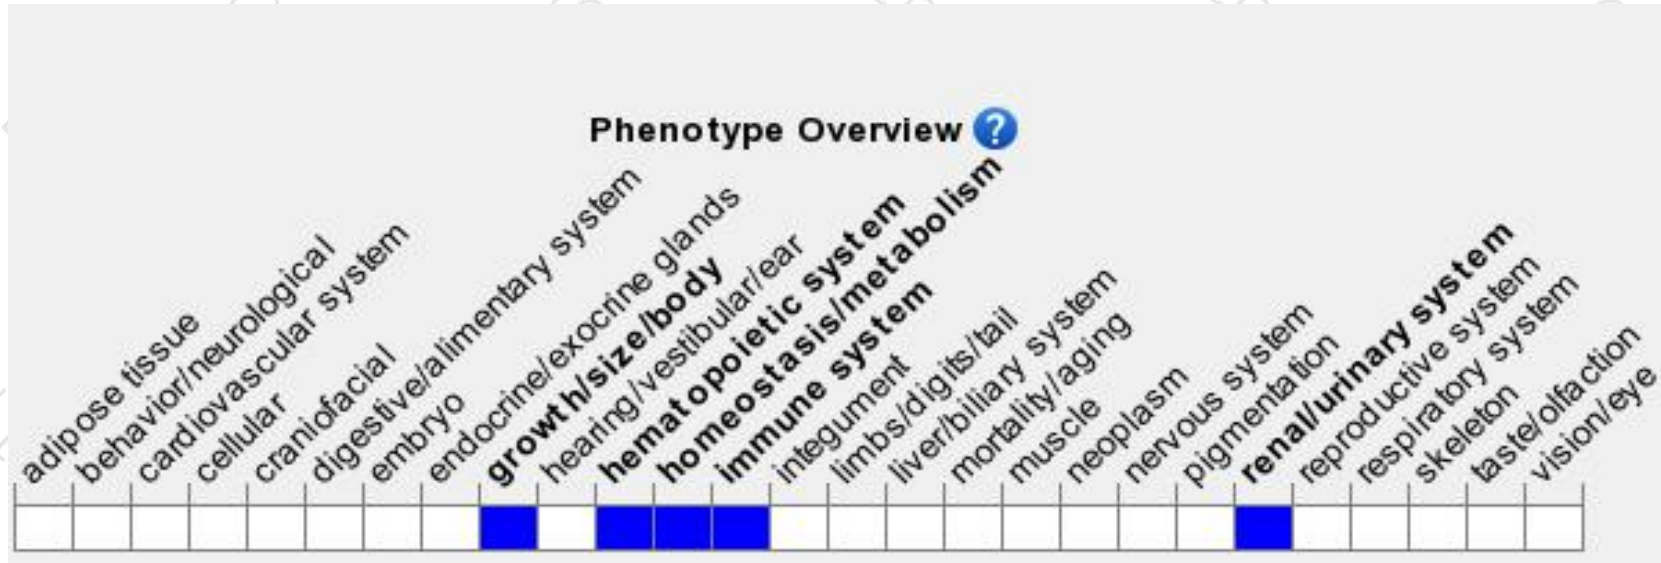 Phenotype Overview ?
adipose tissue
behavior/neurological
cardiovascular system
cellular
craniofacial
digestive/alimentary system
embryo
endocrine/exocrine glands
growth/size/body
hearing/vestibular/ear
hematopoietic system
homeostasis/metabolism
immune system
integument
limbs/digits/tail
liver/biliary system
mortality/aging
muscle
neoplasm
nervous system
pigmentation
renal/urinary system
reproductive system
respiratory system
skeleton
taste/olfaction
vision/eye